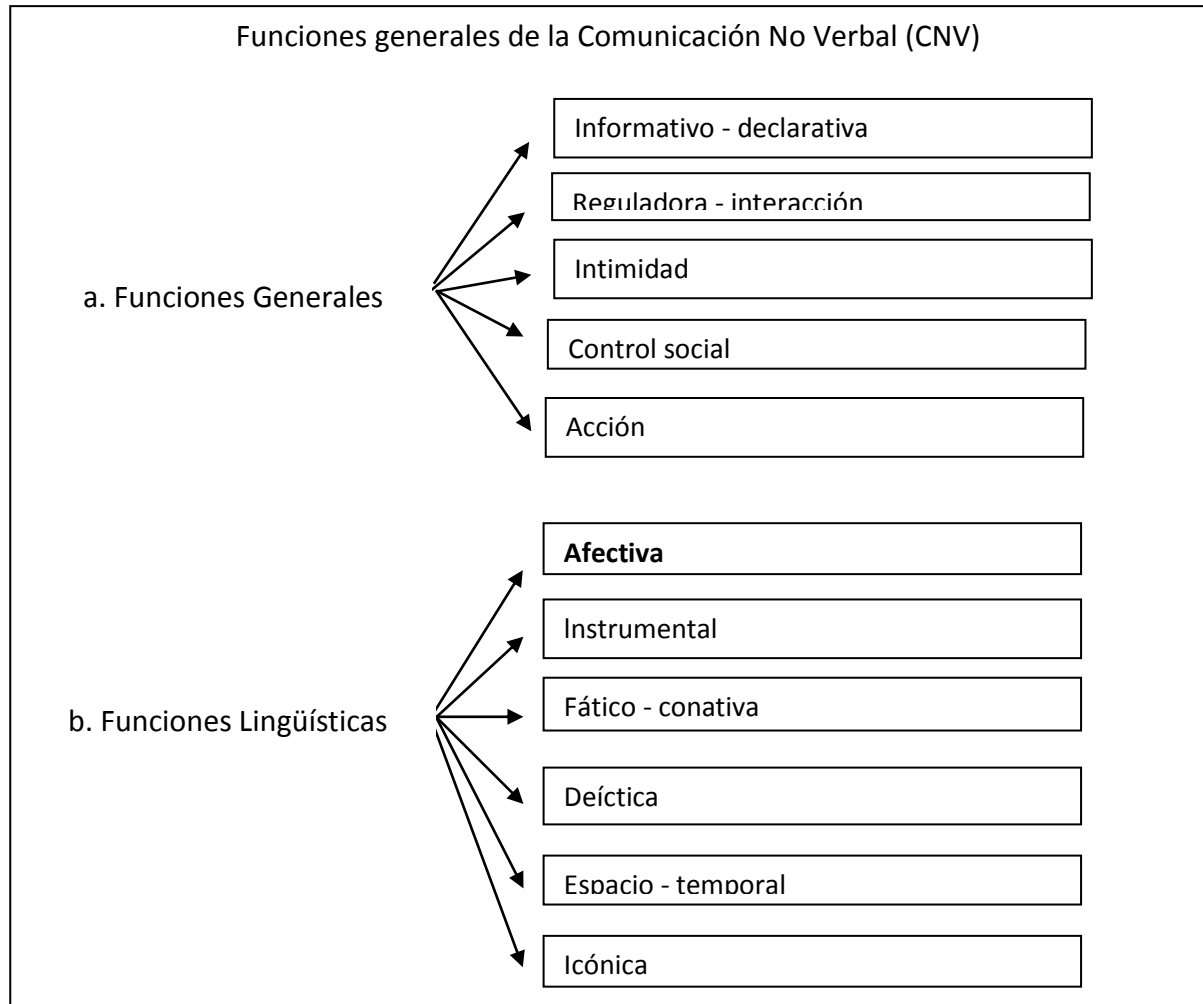 Funciones generales de la Comunicación No Verbal (CNV)
a. Funciones Generales
Informativo - declarativa
Reguladora - interacción
Intimidad
Control social
Acción
b. Funciones Lingüísticas
Afectiva
Instrumental
Fático - conativa
Deíctica
Espacio - temporal
Icónica